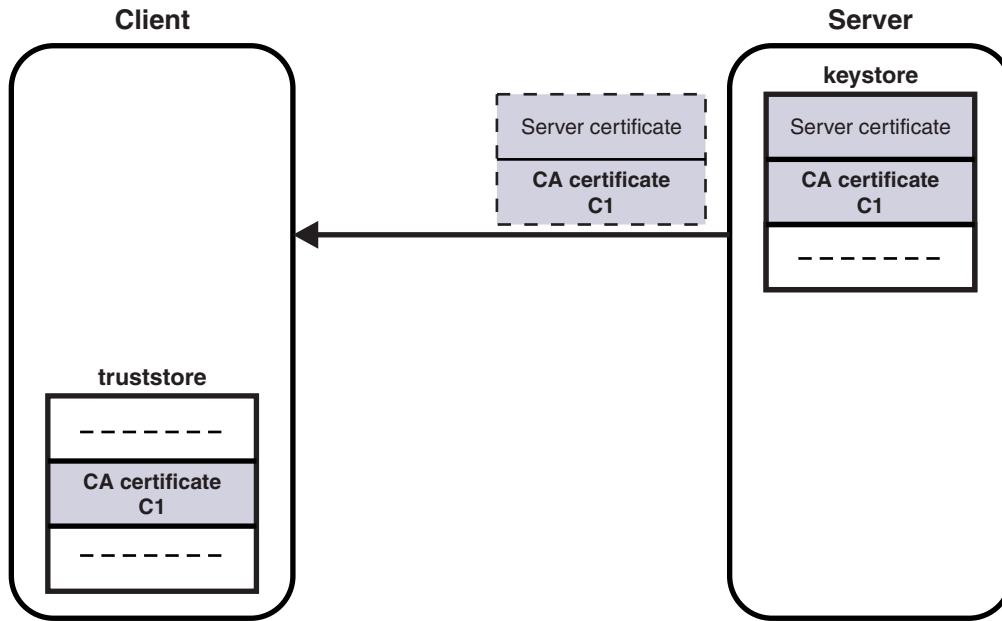 Client
Server
keystore
Server certificate
CA certificate
C1
Server certificate
CA certificate
C1
truststore
CA certificate
C1